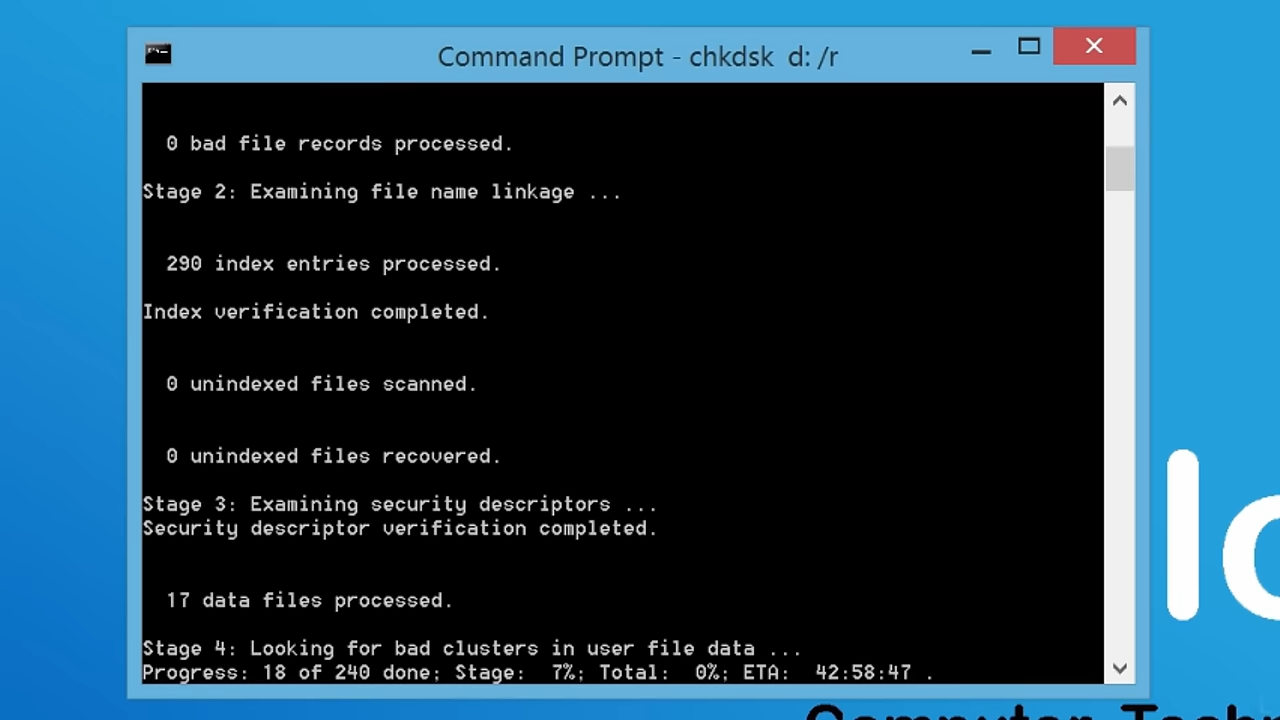 Command Prompt - chkdsk d: /r
0 bad file records processed.
Stage 2: Examining file name linkage ...
290 index entries processed.
Index verification completed.
0 unindexed files scanned.
0 unindexed files recovered.
Stage 3: Examining security descriptors ...
Security descriptor verification completed.
17 data files processed.
Stage 4: Looking for bad clusters in user file data ...
Progress: 18 of 240 done; Stage:  7%; Total:  0%; ETA:  42:58:47 .
Computer